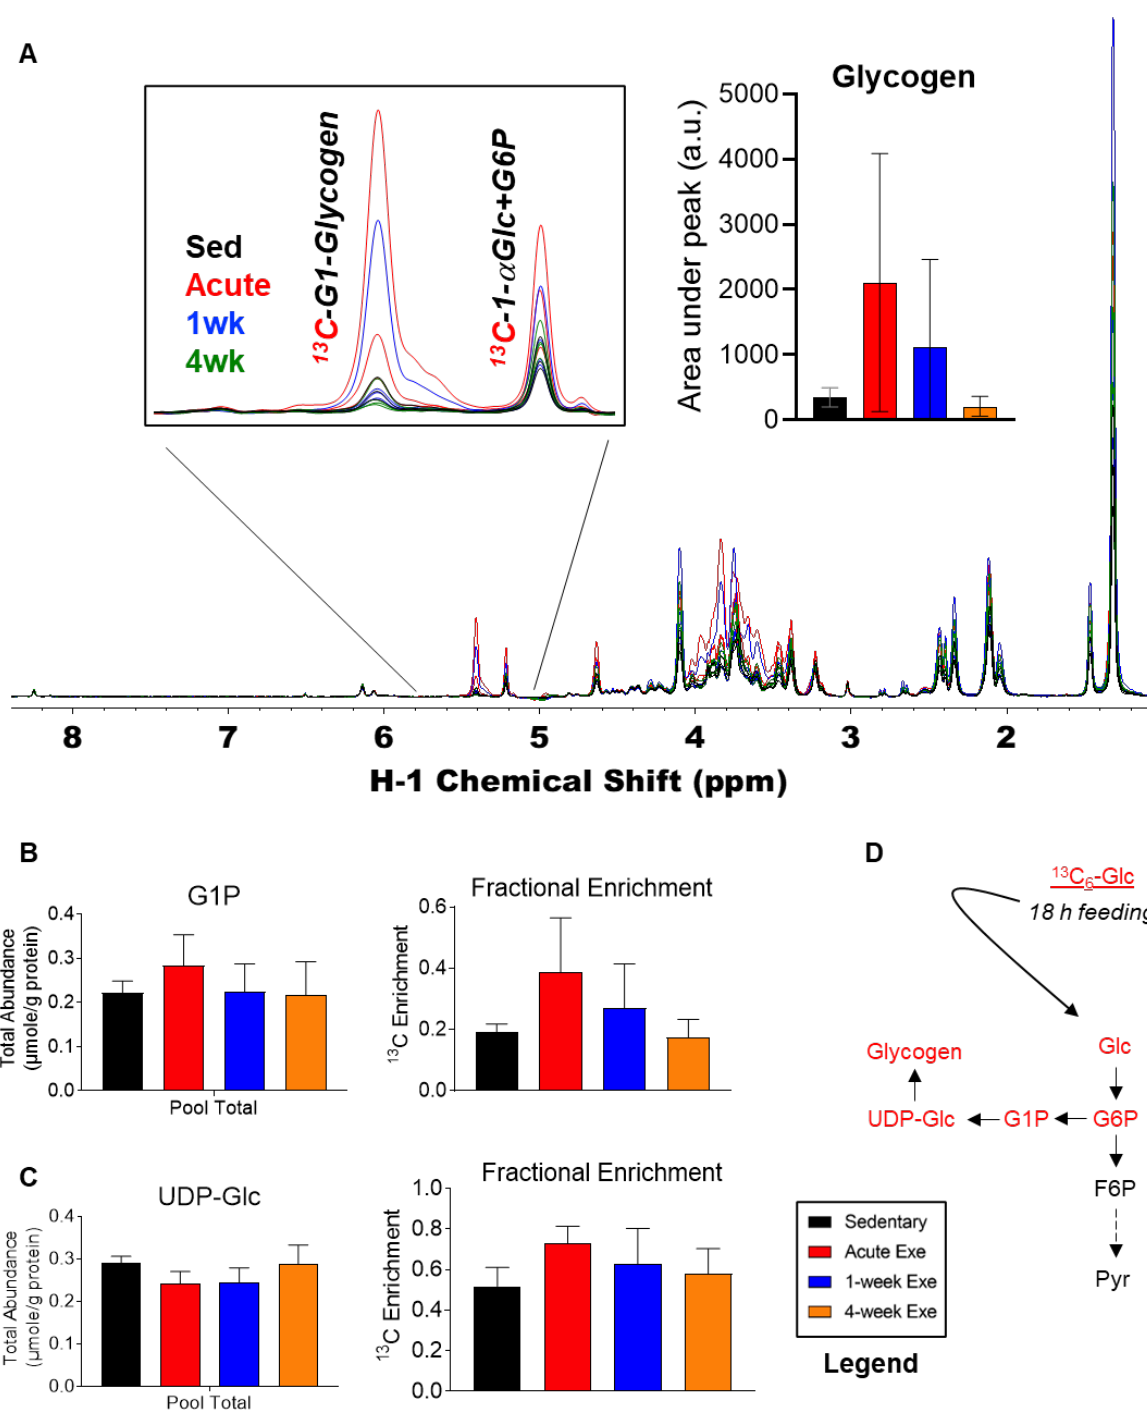 A
Glycogen
5000
4000
3000
2000
1000
0
Area under peak (a.u.)
¹³C-G1-Glycogen
¹³C-1-αGlc+G6P
Sed
Acute
1wk
4wk
8 7 6 5 4 3 2
H-1 Chemical Shift (ppm)
B
G1P
0.4
0.3
0.2
0.1
0.0
Total Abundance
(µmole/g protein)
Pool Total
Fractional Enrichment
0.6
0.4
0.2
0.0
¹³C Enrichment
D
¹³C₆-Glc
18 h feeding
Glc
Glycogen
UDP-Glc G1P G6P
F6P
Pyr
C
UDP-Glc
0.4
0.3
0.2
0.1
0.0
Total Abundance
(µmole/g protein)
Pool Total
Fractional Enrichment
1.0
0.8
0.6
0.4
0.2
0.0
¹³C Enrichment
Sedentary
Acute Exe
1-week Exe
4-week Exe
Legend